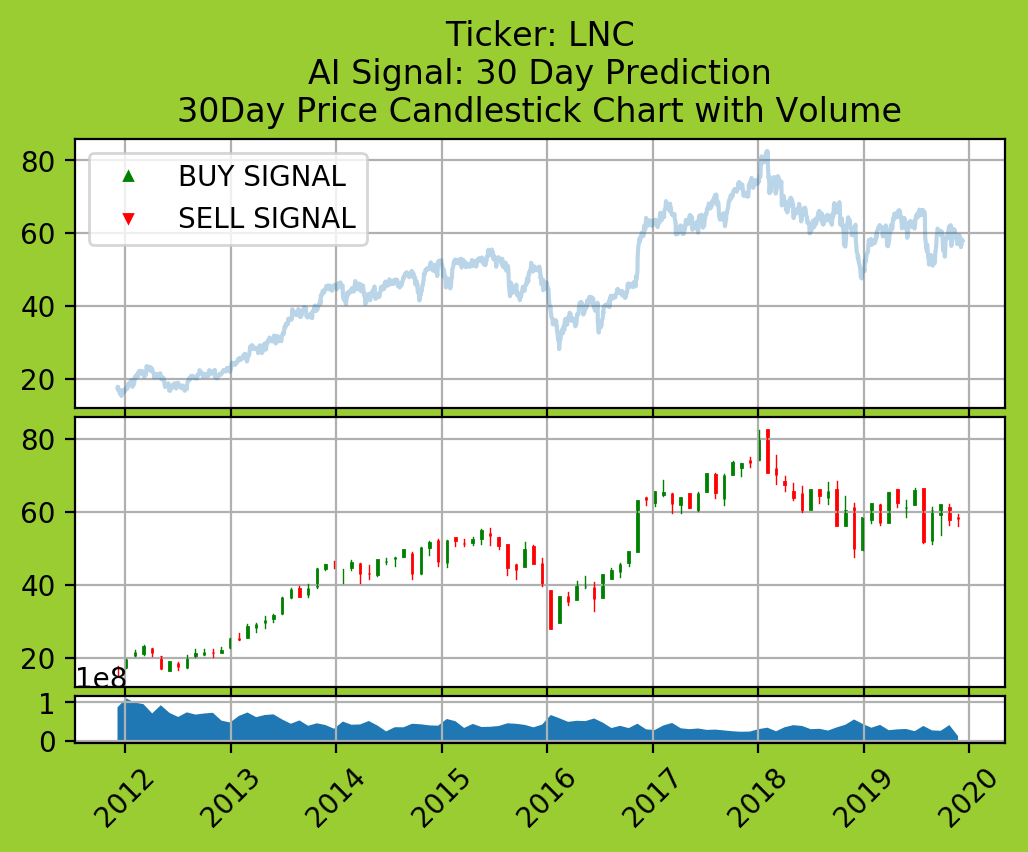 Ticker: LNC
AI Signal: 30 Day Prediction
30Day Price Candlestick Chart with Volume
80
60
40
20
BUY SIGNAL
SELL SIGNAL
80
60
40
20
1e8
1
0
2012 2013 2014 2015 2016 2017 2018 2019 2020